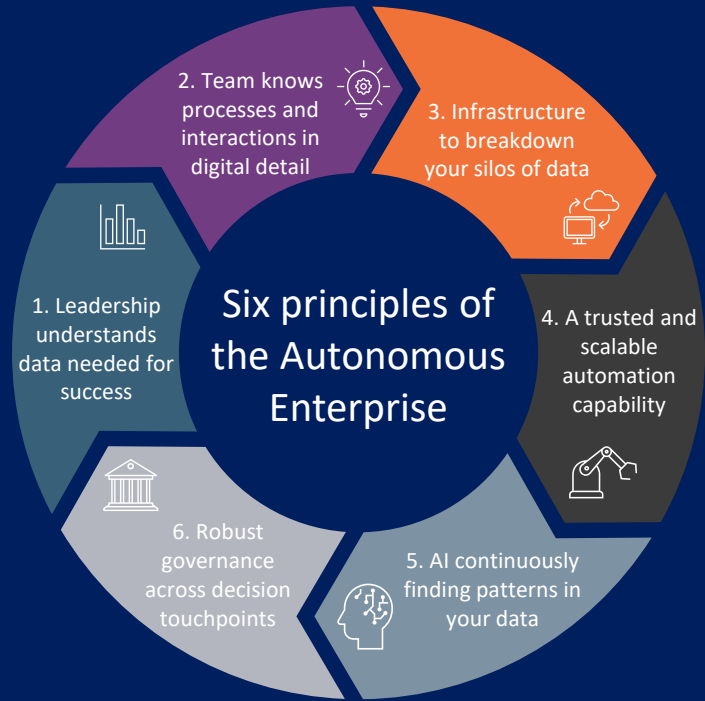 Six principles of
the Autonomous
Enterprise
1. Leadership
understands
data needed for
success
2. Team knows
processes and
interactions in
digital detail
3. Infrastructure
to breakdown
your silos of data
4. A trusted and
scalable
automation
capability
5. AI continuously
finding patterns in
your data
6. Robust
governance
across decision
touchpoints